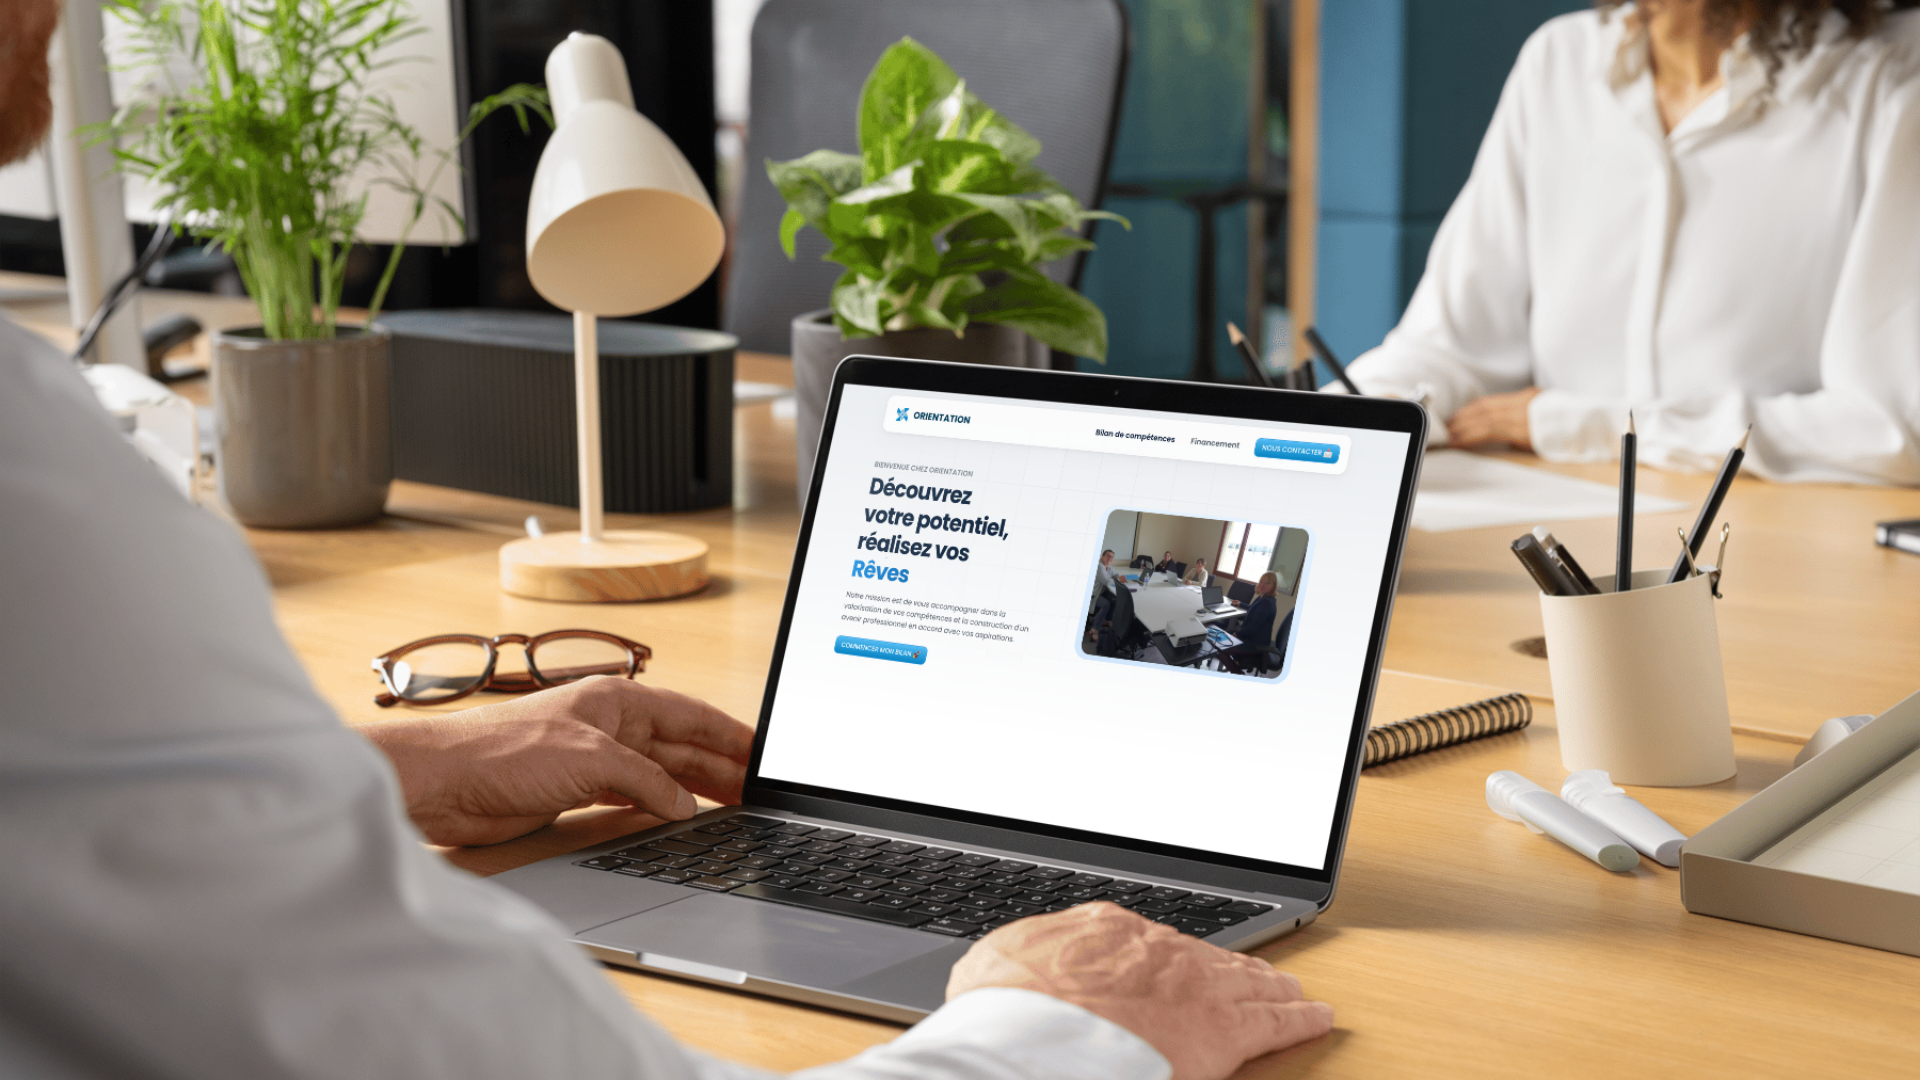 ORIENTATION
Bilan de compétences
Financement
NOUS CONTACTER
BIENVENUE CHEZ ORIENTATION
Découvrez
votre potentiel,
réalisez vos
Rêves
Notre mission est de vous accompagner dans la
valorisation de vos compétences et la construction d'un
avenir professionnel en accord avec vos aspirations.
COMMENCER MON BILAN